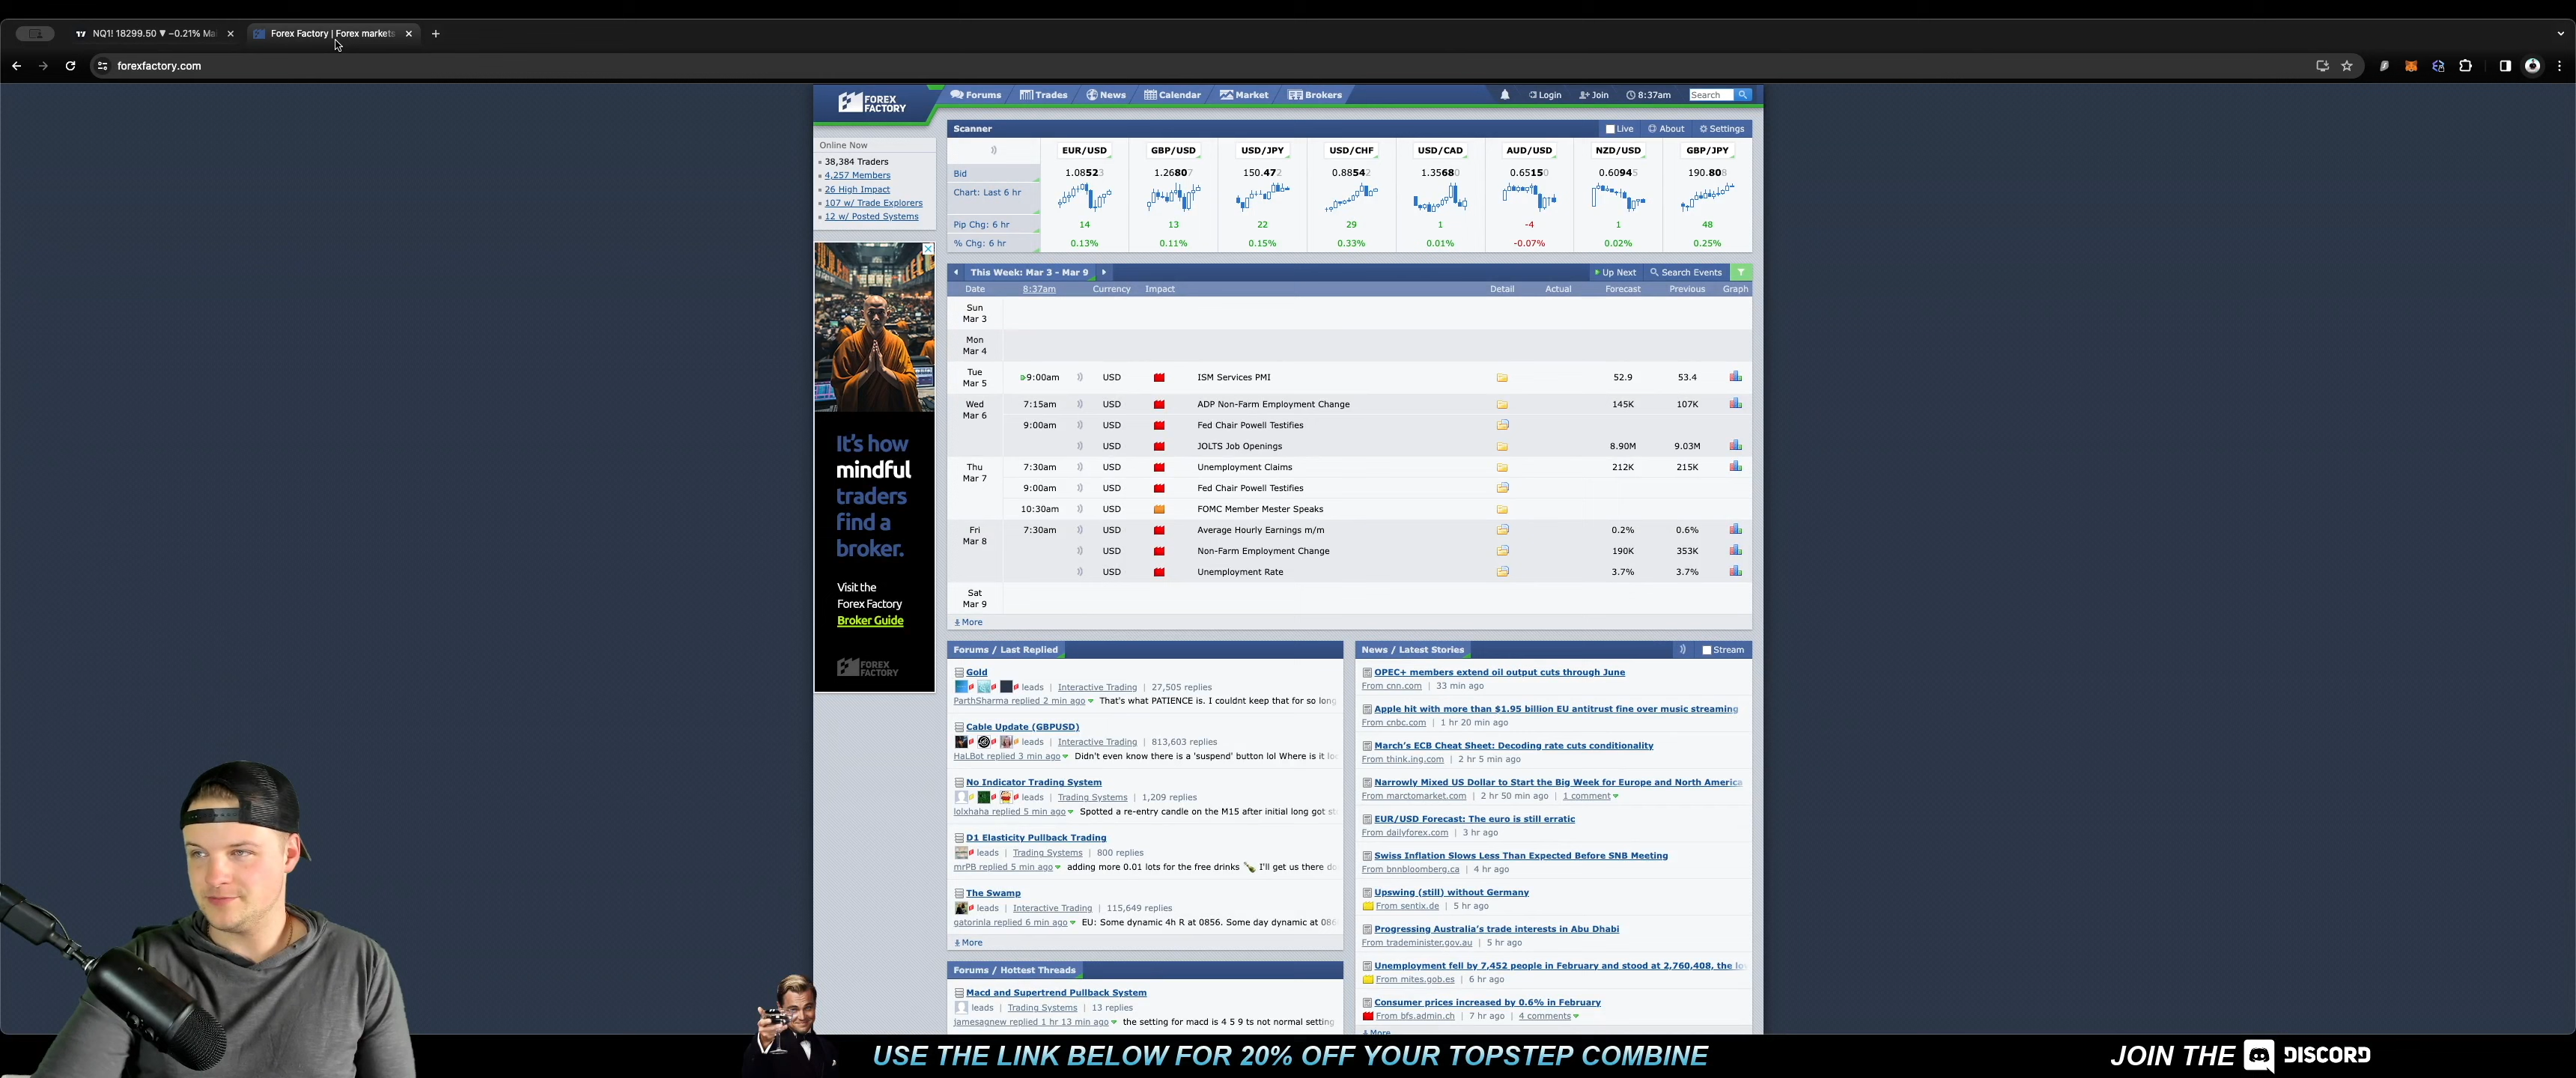 NQ1! 18299.50 ▼ −0.21% Ma
Forex Factory | Forex markets
forexfactory.com
FOREX FACTORY
Forums Trades News Calendar Market Brokers
Login Join 8:37am Search
Online Now
38,384 Traders
4,257 Members
26 High Impact
107 w/ Trade Explorers
12 w/ Posted Systems
Scanner Live About Settings
EUR/USD GBP/USD USD/JPY USD/CHF USD/CAD AUD/USD NZD/USD GBP/JPY
Bid 1.08523 1.26807 150.472 0.88542 1.35680 0.65150 0.60945 190.808
Chart: Last 6 hr
Pip Chg: 6 hr 14 13 22 29 1 -4 1 48
% Chg: 6 hr 0.13% 0.11% 0.15% 0.33% 0.01% -0.07% 0.02% 0.25%
It's how
mindful
traders
find a
broker.
Visit the
Forex Factory
Broker Guide
FOREX FACTORY
This Week: Mar 3 - Mar 9 Up Next Search Events
Date 8:37am Currency Impact Detail Actual Forecast Previous Graph
Sun
Mar 3
Mon
Mar 4
Tue
Mar 5
9:00am USD ISM Services PMI 52.9 53.4
Wed
Mar 6
7:15am USD ADP Non-Farm Employment Change 145K 107K
9:00am USD Fed Chair Powell Testifies
USD JOLTS Job Openings 8.90M 9.03M
Thu
Mar 7
7:30am USD Unemployment Claims 212K 215K
9:00am USD Fed Chair Powell Testifies
10:30am USD FOMC Member Mester Speaks
Fri
Mar 8
7:30am USD Average Hourly Earnings m/m 0.2% 0.6%
USD Non-Farm Employment Change 190K 353K
USD Unemployment Rate 3.7% 3.7%
Sat
Mar 9
More
Forums / Last Replied
Gold
leads | Interactive Trading | 27,505 replies
ParthSharma replied 2 min ago That's what PATIENCE is. I couldnt keep that for so long
Cable Update (GBPUSD)
leads | Interactive Trading | 813,603 replies
HaLBot replied 3 min ago Didn't even know there is a 'suspend' button lol Where is it
No Indicator Trading System
leads | Trading Systems | 1,209 replies
lolxhaha replied 5 min ago Spotted a re-entry candle on the M15 after initial long got
D1 Elasticity Pullback Trading
leads | Trading Systems | 800 replies
mrPB replied 5 min ago adding more 0.01 lots for the free drinks I'll get us there
The Swamp
leads | Interactive Trading | 115,649 replies
gatorinla replied 6 min ago EU: Some dynamic 4h R at 0856. Some day dynamic at
More
Forums / Hottest Threads
Macd and Supertrend Pullback System
leads | Trading Systems | 13 replies
jamesagnew replied 1 hr 13 min ago the setting for macd is 4 5 9 ts not normal setting
News / Latest Stories Stream
OPEC+ members extend oil output cuts through June
From cnn.com | 33 min ago
Apple hit with more than $1.95 billion EU antitrust fine over music streaming
From cnbc.com | 1 hr 20 min ago
March's ECB Cheat Sheet: Decoding rate cuts conditionality
From think.ing.com | 2 hr 5 min ago
Narrowly Mixed US Dollar to Start the Big Week for Europe and North America
From marctomarket.com | 2 hr 50 min ago | 1 comment
EUR/USD Forecast: The euro is still erratic
From dailyforex.com | 3 hr ago
Swiss Inflation Slows Less Than Expected Before SNB Meeting
From bnnbloomberg.ca | 4 hr ago
Upswing (still) without Germany
From sentix.de | 5 hr ago
Progressing Australia's trade interests in Abu Dhabi
From trademinister.gov.au | 5 hr ago
Unemployment fell by 7,452 people in February and stood at 2,760,408, the
From mites.gob.es | 6 hr ago
Consumer prices increased by 0.6% in February
From bfs.admin.ch | 7 hr ago | 4 comments
More
USE THE LINK BELOW FOR 20% OFF YOUR TOPSTEP COMBINE
JOIN THE DISCORD